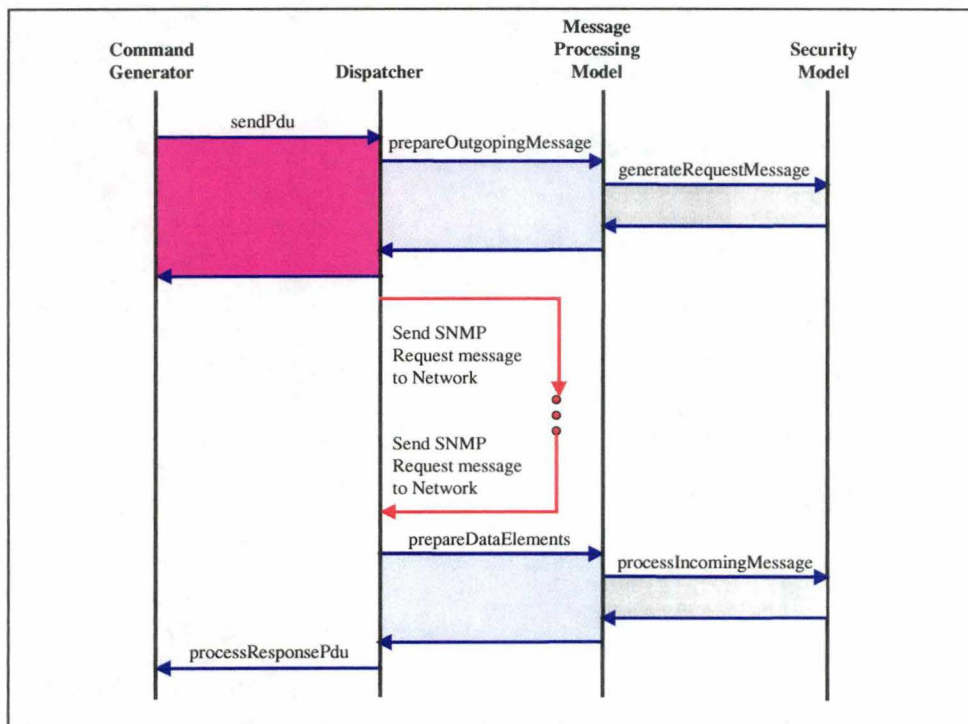 Command
Generator
Dispatcher
Message
Processing
Model
Security
Model
sendPdu
prepareOutgopingMessage
generateRequestMessage
Send SNMP
Request message
to Network
Send SNMP
Request message
to Network
prepareDataElements
processIncomingMessage
processResponsePdu